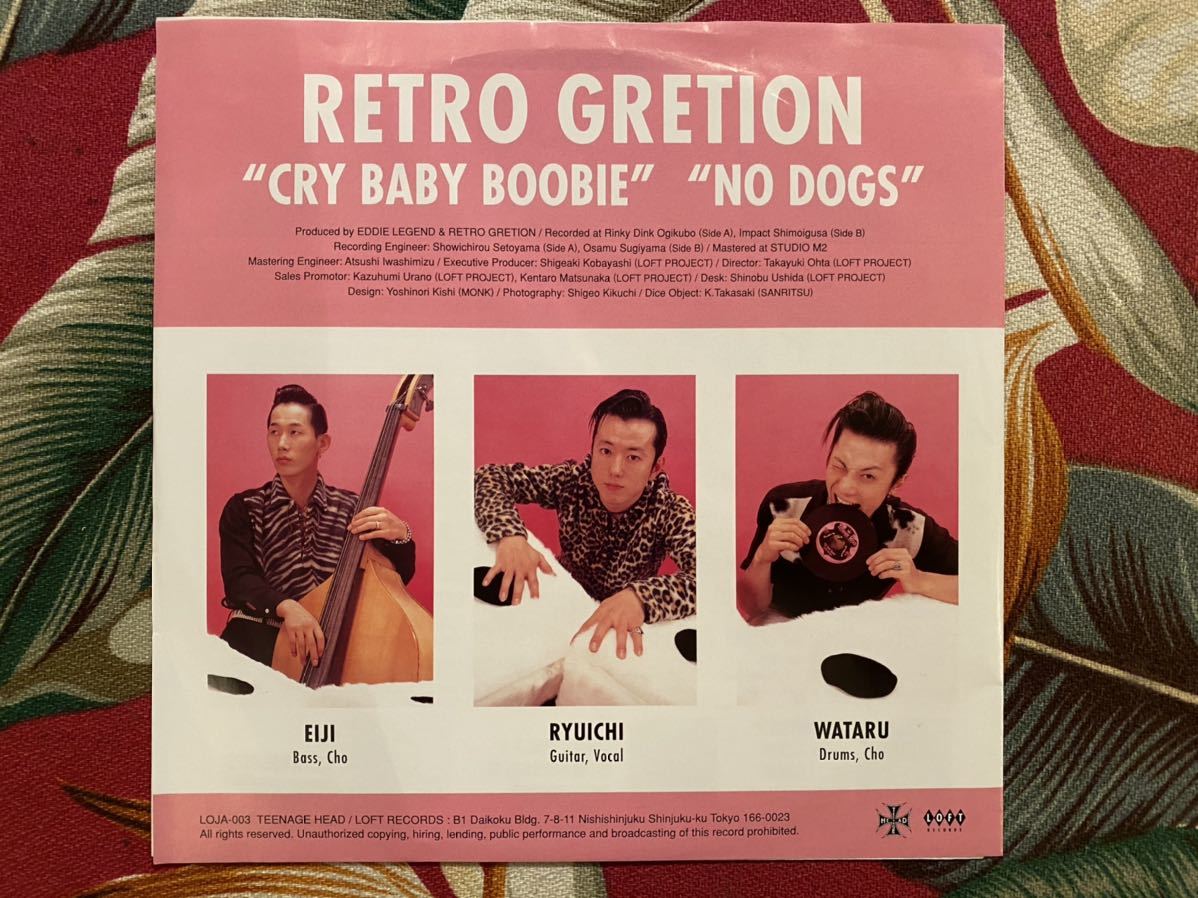 RETRO GRETION
“CRY BABY BOOBIE” “NO DOGS”
Produced by EDDIE LEGEND & RETRO GRETION / Recorded at Rinky Dink Ogikubo (Side A), Impact Shimoigusa (Side B)
Recording Engineer: Showichirou Setoyama (Side A), Osamu Sugiyama (Side B) / Mastered at STUDIO M2
Mastering Engineer: Atsushi Iwashimizu / Executive Producer: Shigeaki Kobayashi (LOFT PROJECT) / Director: Takayuki Ohta (LOFT PROJECT)
Sales Promotor: Kazuhumi Urano (LOFT PROJECT), Kentaro Matsunaka (LOFT PROJECT) / Desk: Shinobu Ushida (LOFT PROJECT)
Design: Yoshinori Kishi (MONK) / Photography: Shigeo Kikuchi / Dice Object: K.Takasaki (SANRITSU)
EIJI
Bass, Cho
RYUICHI
Guitar, Vocal
WATARU
Drums, Cho
LOJA-003 TEENAGE HEAD / LOFT RECORDS : B1 Daikoku Bldg. 7-8-11 Nishishinjuku Shinjuku-ku Tokyo 166-0023
All rights reserved. Unauthorized copying, hiring, lending, public performance and broadcasting of this record prohibited.
LOFT
RECORDS